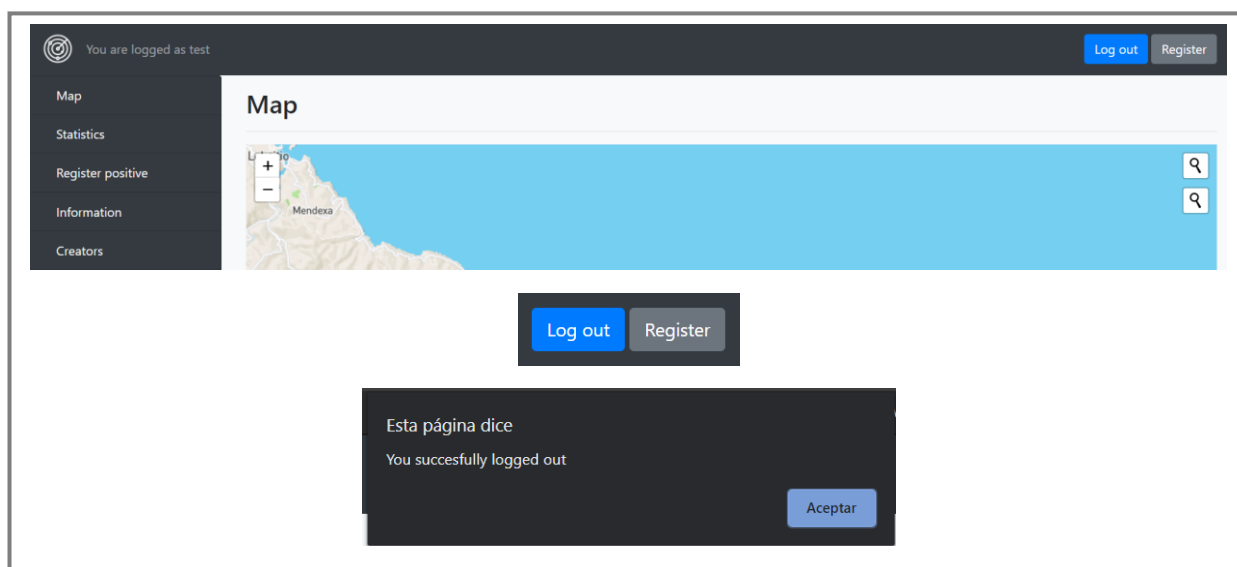 You are logged as test
Log out Register
Map
Statistics
Register positive
Information
Creators
Map
+
−
Mendexa
Log out Register
Esta página dice
You succesfully logged out
Aceptar